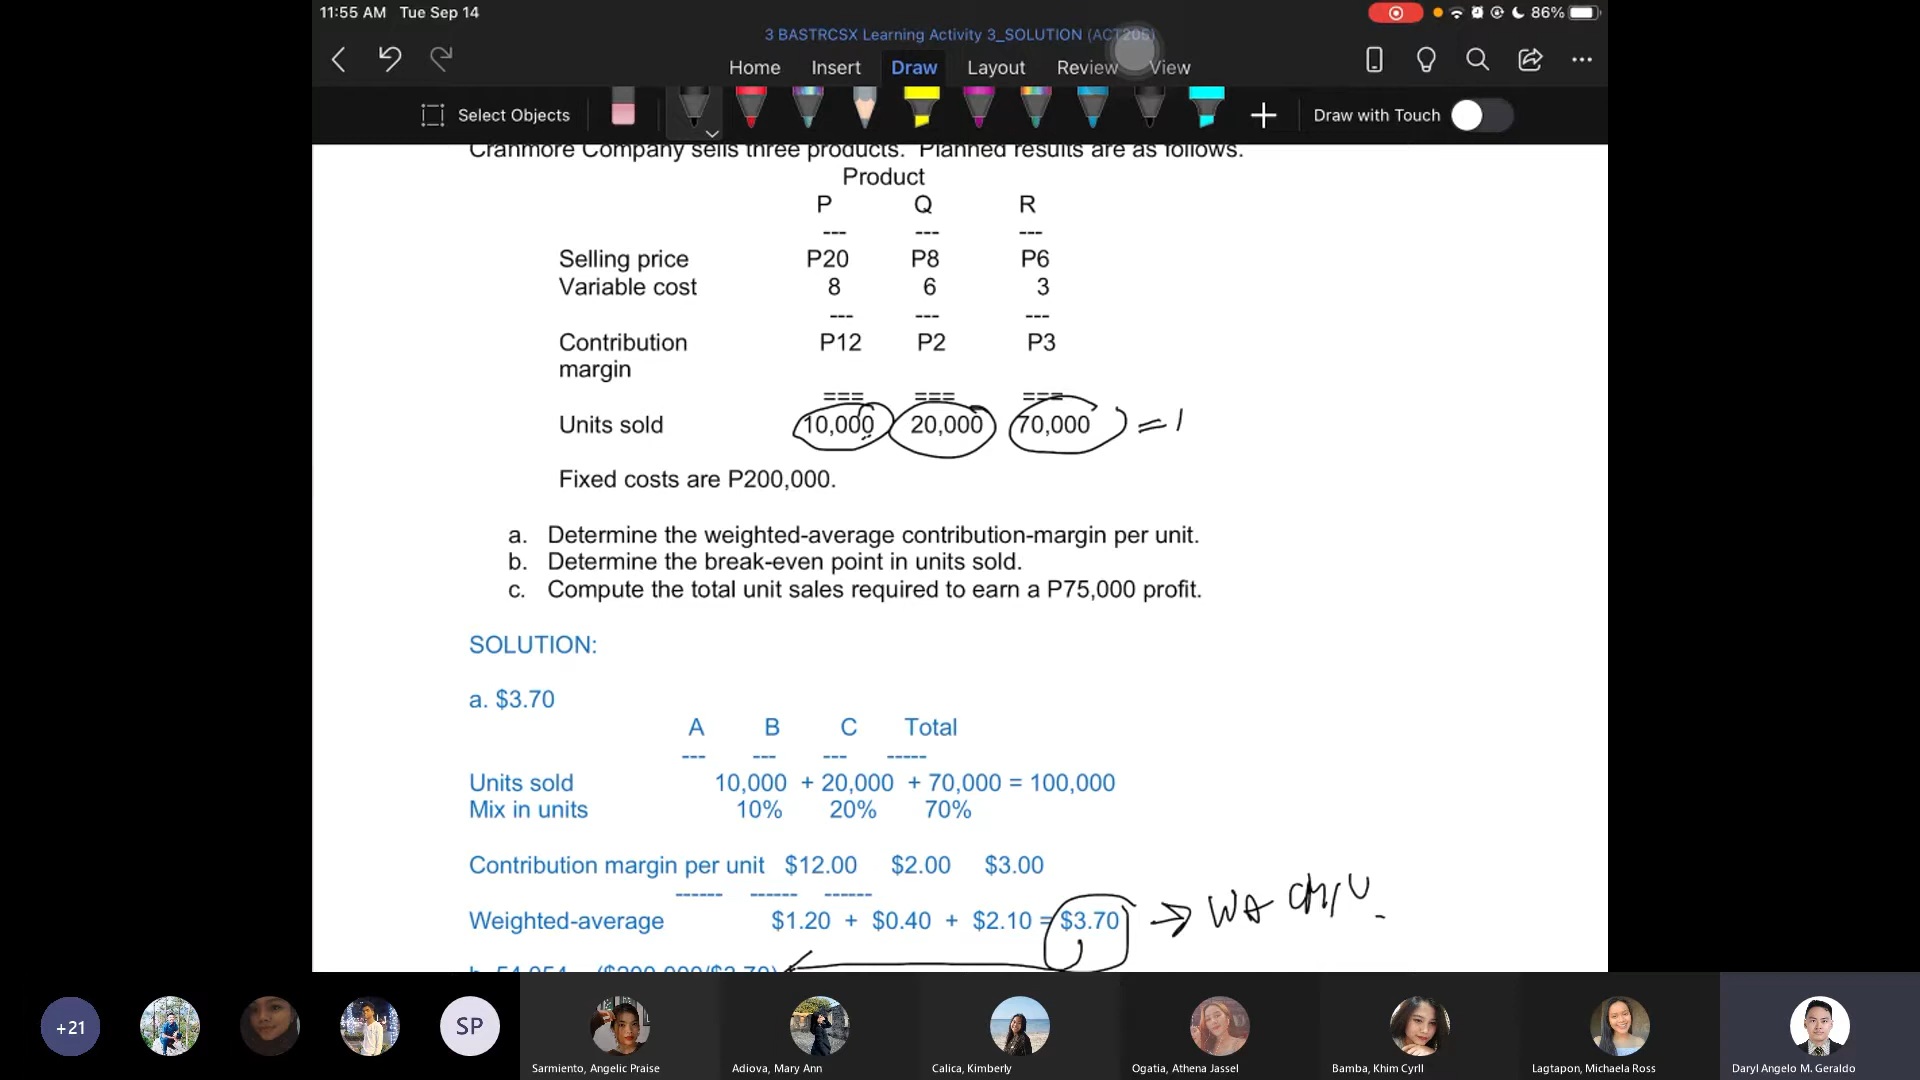 11:55 AM Tue Sep 14
86%
3 BASTRCSX Learning Activity 3_SOLUTION (ACT205)
Home Insert Draw Layout Review View
Select Objects
Draw with Touch
Cranmore Company sells three products. Planned results are as follows.
Product
P Q R
--- --- ---
Selling price P20 P8 P6
Variable cost 8 6 3
--- --- ---
Contribution margin P12 P2 P3
=== === ===
Units sold 10,000 20,000 70,000 = 1
Fixed costs are P200,000.
a. Determine the weighted-average contribution-margin per unit.
b. Determine the break-even point in units sold.
c. Compute the total unit sales required to earn a P75,000 profit.
SOLUTION:
a. $3.70
A B C Total
--- --- --- -----
Units sold 10,000 + 20,000 + 70,000 = 100,000
Mix in units 10% 20% 70%
Contribution margin per unit $12.00 $2.00 $3.00
------ ------ ------
Weighted-average $1.20 + $0.40 + $2.10 = $3.70 → WA CM/U
b. 54,054 ($200,000/$3.70)
+21
SP
Sarmiento, Angelic Praise
Adiova, Mary Ann
Calica, Kimberly
Ogatia, Athena Jassel
Bamba, Khim Cyrll
Lagtapon, Michaela Ross
Daryl Angelo M. Geraldo